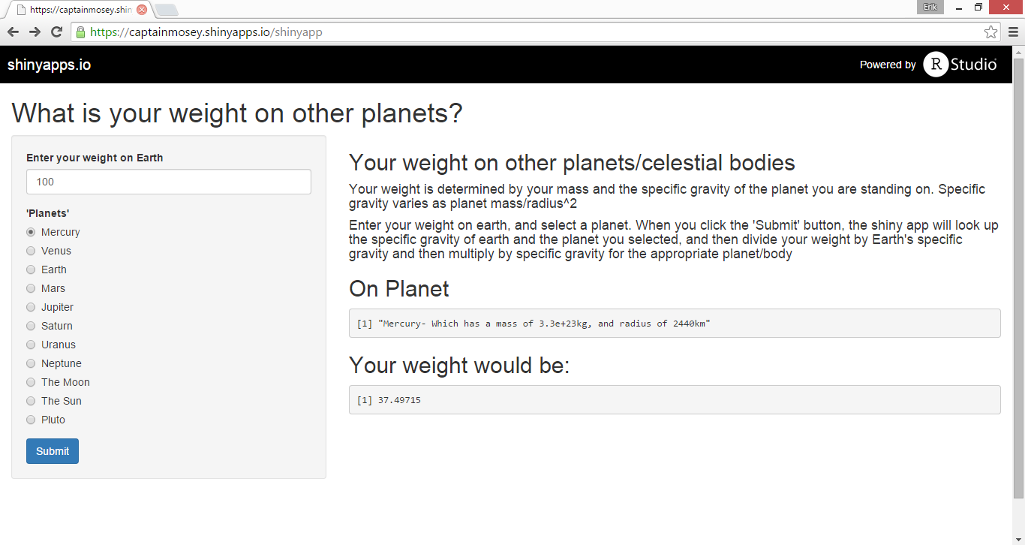 https://captainmosey.shin
Erik
https://captainmosey.shinyapps.io/shinyapp
shinyapps.io
Powered by R Studio
What is your weight on other planets?
Enter your weight on Earth
100
'Planets'
Mercury
Venus
Earth
Mars
Jupiter
Saturn
Uranus
Neptune
The Moon
The Sun
Pluto
Submit
Your weight on other planets/celestial bodies
Your weight is determined by your mass and the specific gravity of the planet you are standing on. Specific
gravity varies as planet mass/radius^2
Enter your weight on earth, and select a planet. When you click the 'Submit' button, the shiny app will look up
the specific gravity of earth and the planet you selected, and then divide your weight by Earth's specific
gravity and then multiply by specific gravity for the appropriate planet/body
On Planet
[1] "Mercury- Which has a mass of 3.3e+23kg, and radius of 2440km"
Your weight would be:
[1] 37.49715